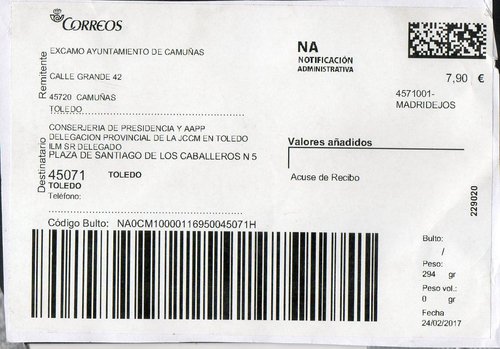 CORREOS
Remitente
EXCAMO AYUNTAMIENTO DE CAMUÑAS
CALLE GRANDE 42
45720 CAMUÑAS
TOLEDO
NA
NOTIFICACIÓN
ADMINISTRATIVA
7,90 €
4571001-
MADRIDEJOS
Destinatario
CONSERJERIA DE PRESIDENCIA Y AAPP
DELEGACION PROVINCIAL DE LA JCCM EN TOLEDO
ILM SR DELEGADO
PLAZA DE SANTIAGO DE LOS CABALLEROS N 5
45071 TOLEDO
TOLEDO
Teléfono:
Valores añadidos
Acuse de Recibo
229020
Código Bulto: NA0CM10000116950045071H
Bulto:
/
Peso:
294 gr
Peso vol.:
0 gr
Fecha
24/02/2017